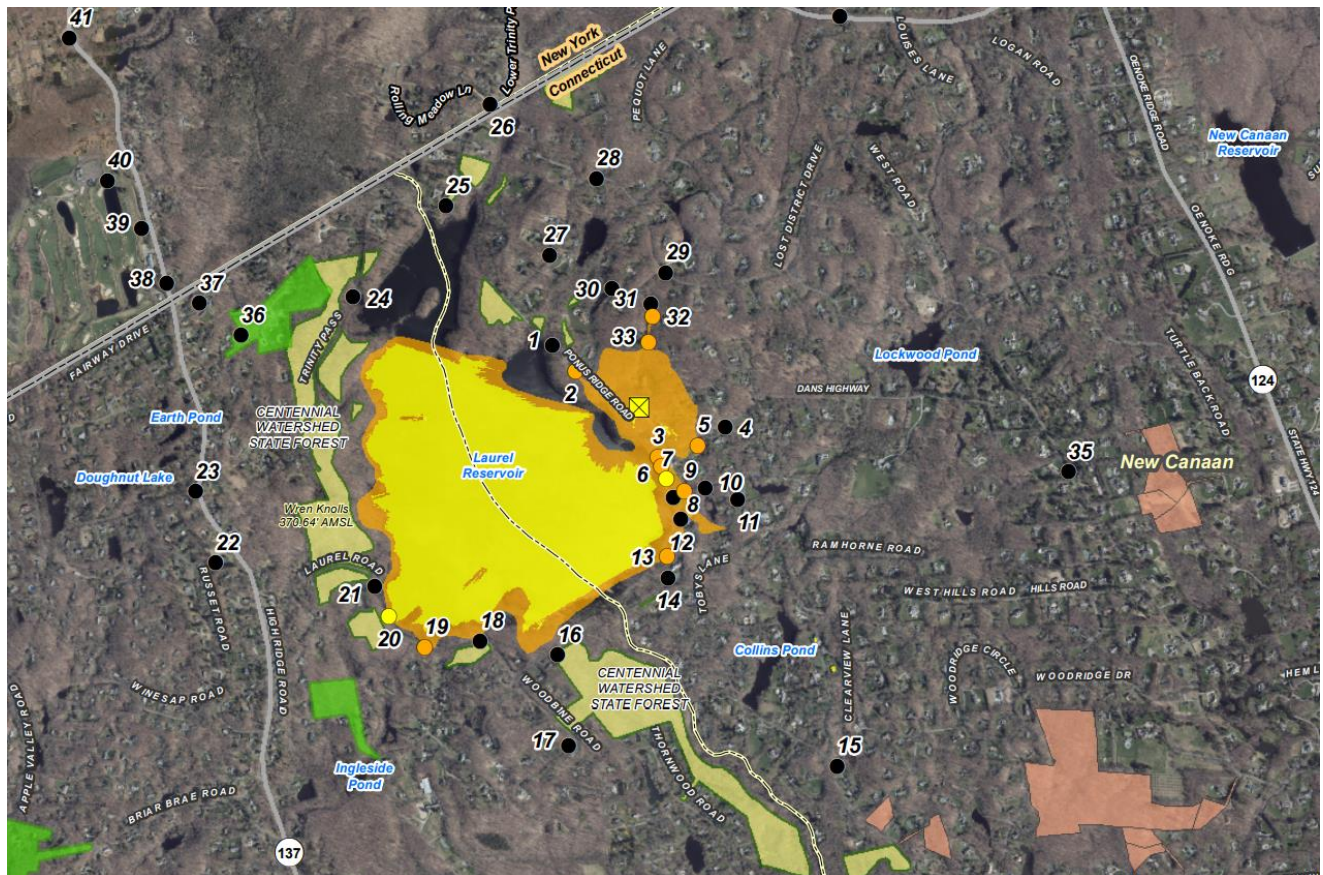 41
New York
Connecticut
Lower Trinity P
Rolling
Meadow Ln
26
PEQUOT LANE
LOUISES LANE
LOGAN ROAD
OENOKE RIDGE ROAD
New Canaan
Reservoir
SU
40
25
28
LOST DISTRICT DRIVE
WEST ROAD
39
27
OENOKE RDG
38
37
24
29
30
31
32
36
TRINITY PASS
1
33
PONUS RIDGE ROAD
2
FAIRWAY DRIVE
D
Lockwood Pond
DANS HIGHWAY
TURTLE BACK ROAD
124
Earth Pond
CENTENNIAL
WATERSHED
STATE FOREST
5
4
3
Laurel
Reservoir
7
6
9
10
8
11
35
New Canaan
STATE HWY 124
Doughnut Lake
23
Wren Knolls
370.64' AMSL
12
13
14
RAMHORNE ROAD
22
LAUREL ROAD
21
TOBYS LANE
WEST HILLS ROAD
HILLS ROAD
RUSSET ROAD
20
19
18
16
HIGH RIDGE ROAD
Collins Pond
CLEARVIEW LANE
WOODRIDGE CIRCLE
WOODRIDGE DR
HEML
CENTENNIAL
WATERSHED
STATE FOREST
WINESAP ROAD
WOODBINE ROAD
17
APPLE VALLEY ROAD
Ingleside
Pond
THORNWOOD ROAD
15
BRIAR BRAE ROAD
137